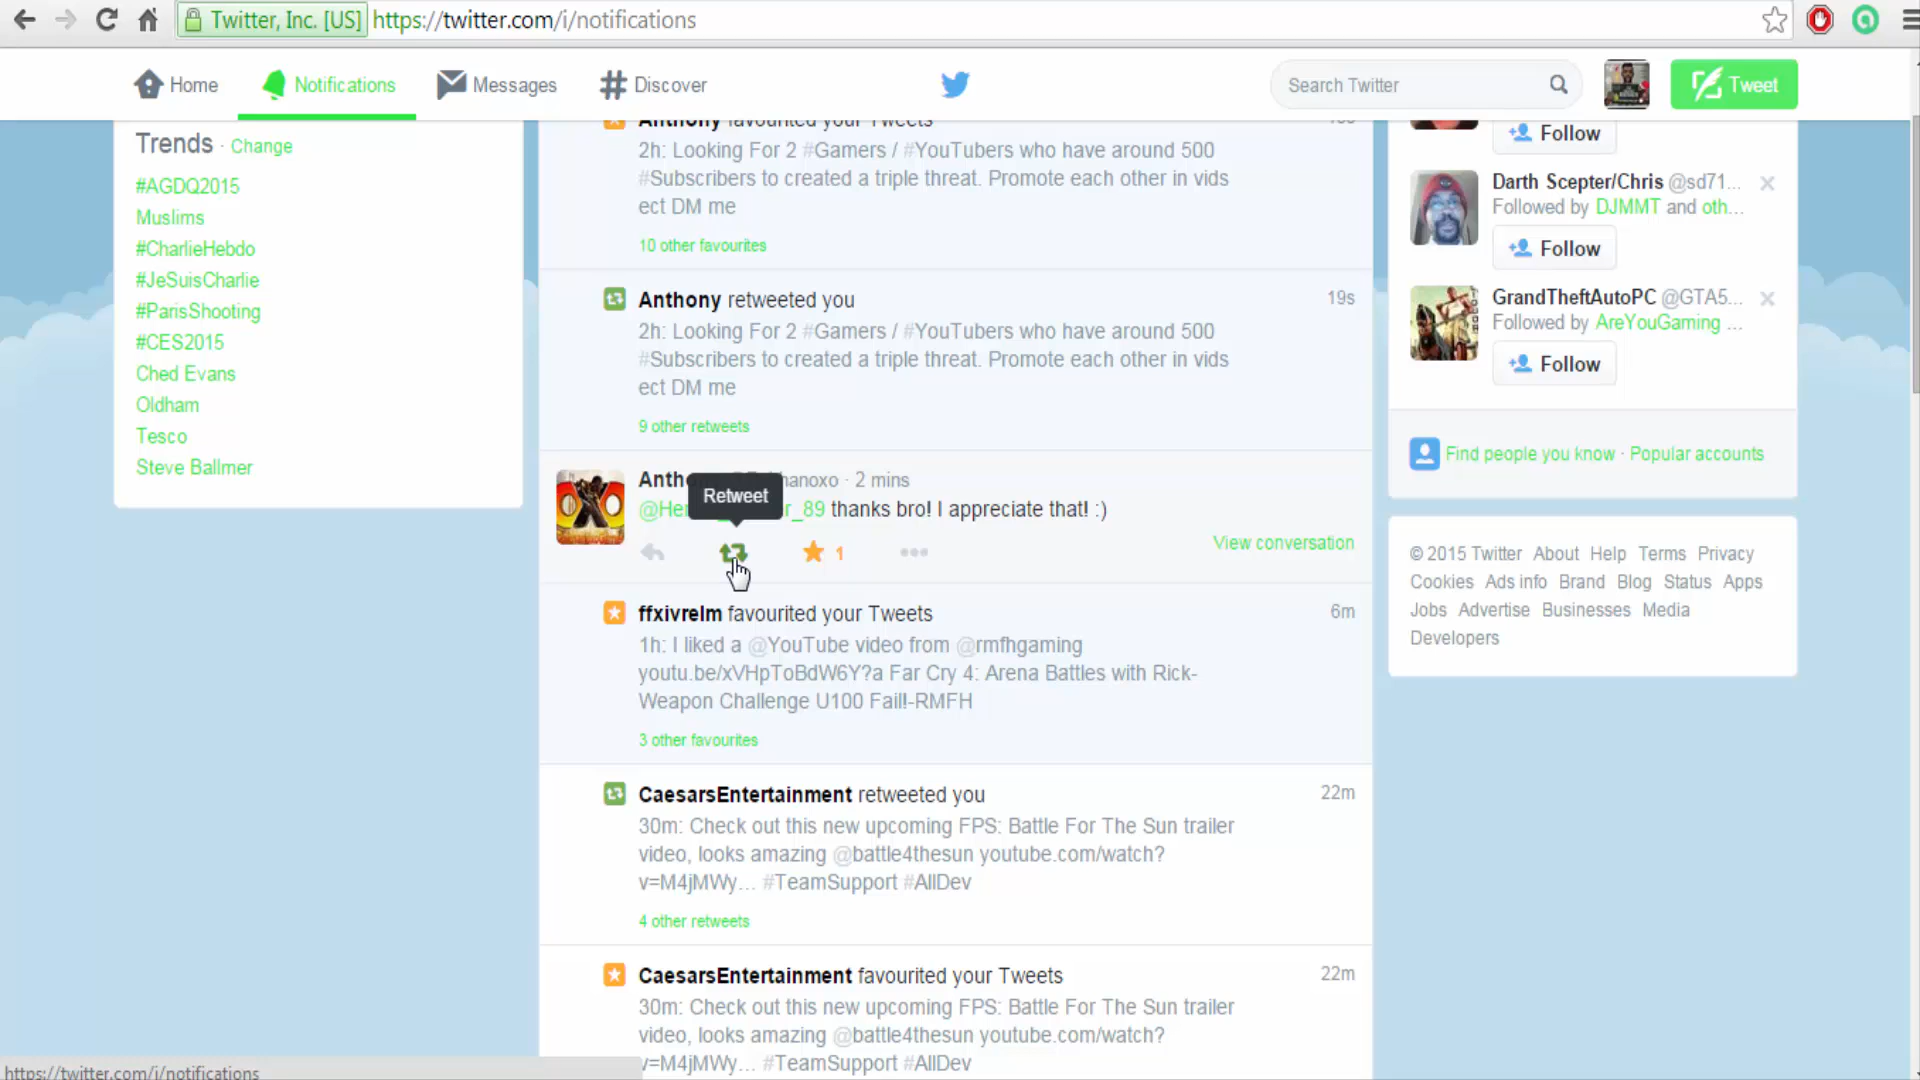 Twitter, Inc. [US] https://twitter.com/i/notifications
Home Notifications Messages Discover Search Twitter Tweet
Trends · Change
#AGDQ2015
Muslims
#CharlieHebdo
#JeSuisCharlie
#ParisShooting
#CES2015
Ched Evans
Oldham
Tesco
Steve Ballmer
Anthony favourited your Tweets
2h: Looking For 2 #Gamers / #YouTubers who have around 500
#Subscribers to created a triple threat. Promote each other in vids
ect DM me
10 other favourites
Anthony retweeted you 19s
2h: Looking For 2 #Gamers / #YouTubers who have around 500
#Subscribers to created a triple threat. Promote each other in vids
ect DM me
9 other retweets
2 mins
Retweet
thanks bro! I appreciate that! :)
View conversation
1
ffxivrelm favourited your Tweets 6m
1h: I liked a @YouTube video from @rmfhgaming
youtu.be/xVHpToBdW6Y?a Far Cry 4: Arena Battles with Rick-
Weapon Challenge U100 Fail!-RMFH
3 other favourites
CaesarsEntertainment retweeted you 22m
30m: Check out this new upcoming FPS: Battle For The Sun trailer
video, looks amazing @battle4thesun youtube.com/watch?
v=M4jMWy... #TeamSupport #AllDev
4 other retweets
CaesarsEntertainment favourited your Tweets 22m
30m: Check out this new upcoming FPS: Battle For The Sun trailer
video, looks amazing @battle4thesun youtube.com/watch?
v=M4jMWy... #TeamSupport #AllDev
Follow
Darth Scepter/Chris @sd71...
Followed by DJMMT and oth...
Follow
GrandTheftAutoPC @GTA5...
Followed by AreYouGaming ...
Follow
Find people you know · Popular accounts
© 2015 Twitter About Help Terms Privacy
Cookies Ads info Brand Blog Status Apps
Jobs Advertise Businesses Media
Developers
https://twitter.com/i/notifications